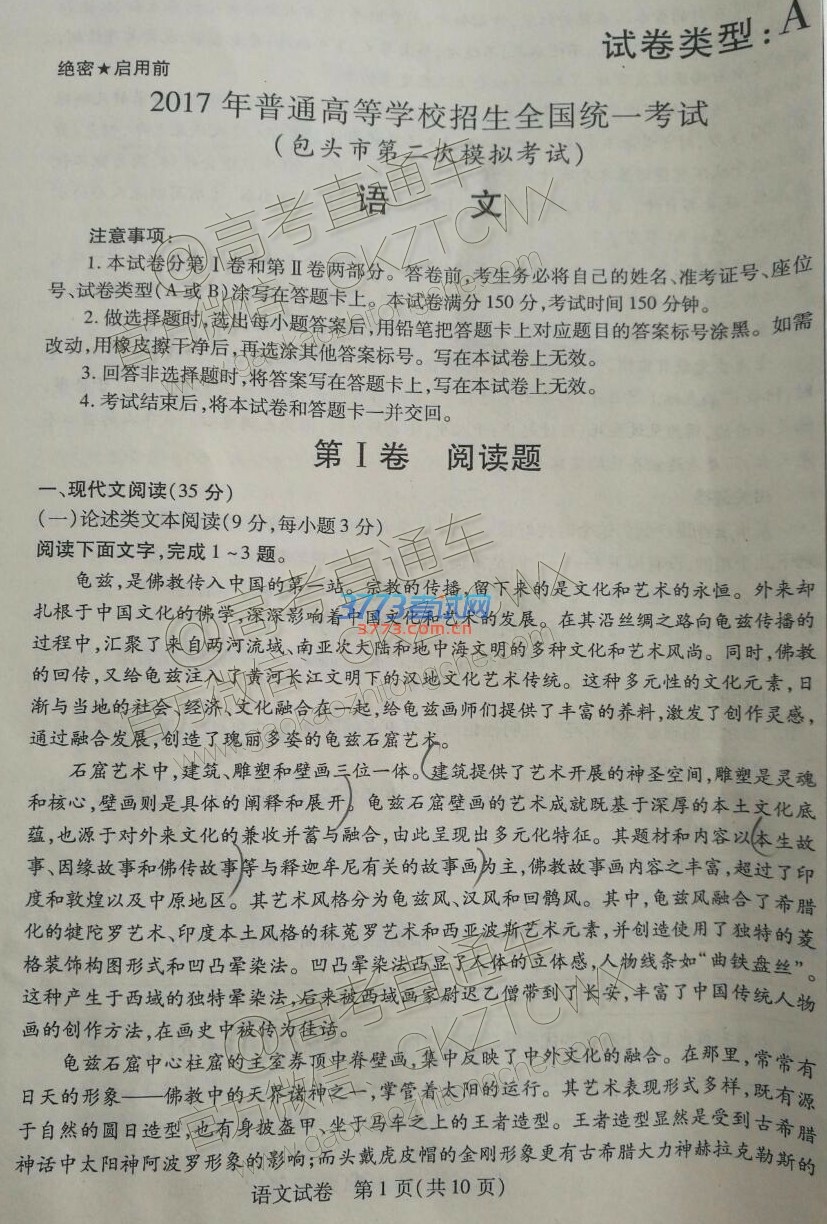 试卷类型：A
绝密★启用前
2017年普通高等学校招生全国统一考试
（包头市第二次模拟考试）
语 文
注意事项：
1.本试卷分第Ⅰ卷和第Ⅱ卷两部分。答卷前，考生务必将自己的姓名、准考证号、座位
号、试卷类型（A或B）涂写在答题卡上。本试卷满分150分，考试时间150分钟。
2.做选择题时，选出每小题答案后，用铅笔把答题卡上对应题目的答案标号涂黑。如需
改动，用橡皮擦干净后，再选涂其他答案标号。写在本试卷上无效。
3.回答非选择题时，将答案写在答题卡上，写在本试卷上无效。
4.考试结束后，将本试卷和答题卡一并交回。
第Ⅰ卷 阅读题
一、现代文阅读（35分）
（一）论述类文本阅读（9分，每小题3分）
阅读下面文字，完成1～3题。
龟兹，是佛教传入中国的第一站。宗教的传播，留下来的是文化和艺术的永恒。外来却
扎根于中国文化的佛学，深深影响着中国文化和艺术的发展。在其沿丝绸之路向龟兹传播的
过程中，汇聚了来自两河流域、南亚次大陆和地中海文明的多种文化和艺术风尚。同时，佛教
的回传，又给龟兹注入了黄河长江文明下的汉地文化艺术传统。这种多元性的文化元素，日
渐与当地的社会、经济、文化融合在一起，给龟兹画师们提供了丰富的养料，激发了创作灵感，
通过融合发展，创造了瑰丽多姿的龟兹石窟艺术。
石窟艺术中，建筑、雕塑和壁画三位一体。建筑提供了艺术开展的神圣空间，雕塑是灵魂
和核心，壁画则是具体的阐释和展开。龟兹石窟壁画的艺术成就既基于深厚的本土文化底
蕴，也源于对外来文化的兼收并蓄与融合，由此呈现出多元化特征。其题材和内容以本生故
事、因缘故事和佛传故事等与释迦牟尼有关的故事画为主，佛教故事画内容之丰富，超过了印
度和敦煌以及中原地区。其艺术风格分为龟兹风、汉风和回鹘风。其中，龟兹风融合了希腊
化的犍陀罗艺术、印度本土风格的秣菟罗艺术和西亚波斯艺术元素，并创造使用了独特的菱
格装饰构图形式和凹凸晕染法。凹凸晕染法凸显了人体的立体感，人物线条如“曲铁盘丝”。
这种产生于西域的独特晕染法，后来被西域画家尉迟乙僧带到了长安，丰富了中国传统人物
画的创作方法，在画史中被传为佳话。
龟兹石窟中心柱窟的主室券顶中脊壁画，集中反映了中外文化的融合。在那里，常常有
日天的形象——佛教中的天界诸神之一，掌管着太阳的运行。其艺术表现形式多样，既有源
于自然的圆日造型，也有身披盔甲、坐于马车之上的王者造型。王者造型显然是受到古希腊
神话中太阳神阿波罗形象的影响；而头戴虎皮帽的金刚形象更有古希腊大力神赫拉克勒斯的
语文试卷 第1页（共10页）
@高考直通车
官方微信：GKZTCWX
www.gaokaozhitongche.com
3773考试网
3773.com.cn
@高考直通车
官方微信：GKZTCWX
www.gaokaozhitongche.com